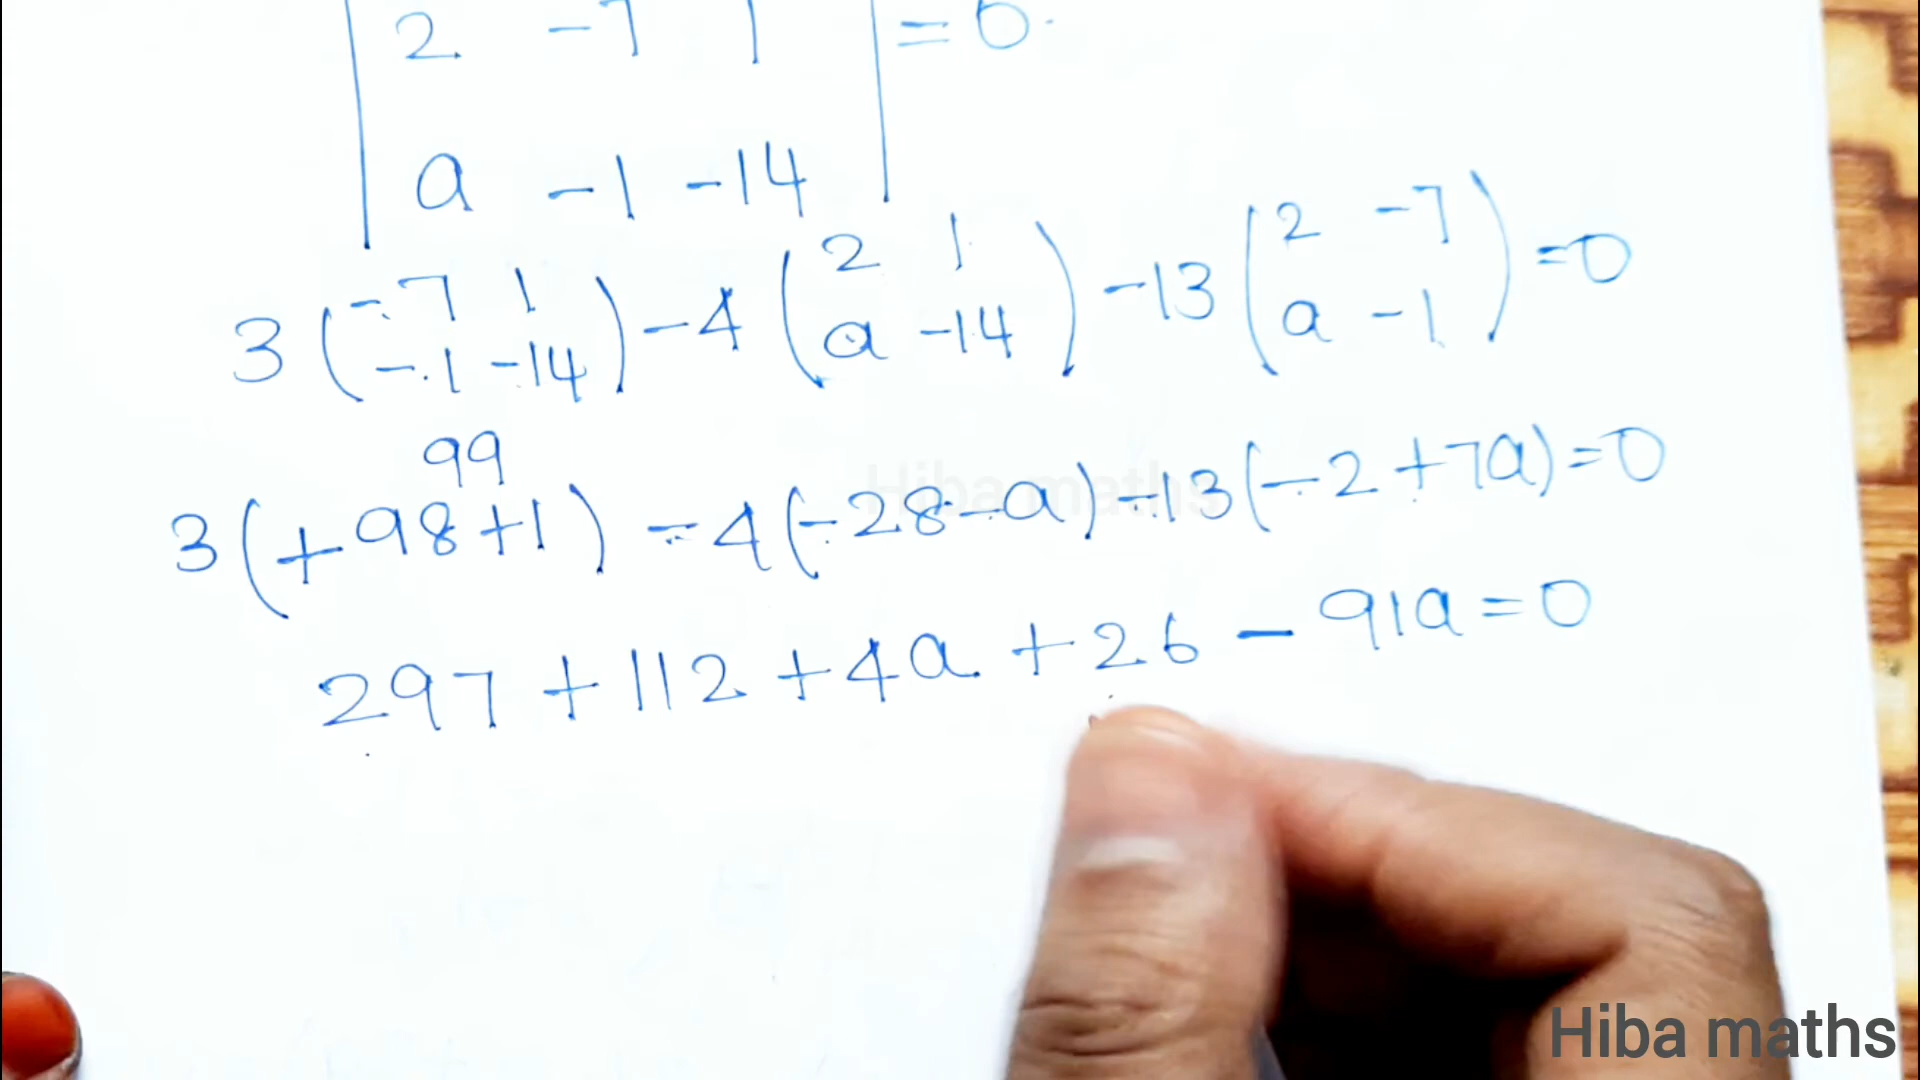 2 -7 1 = 0
a -1 -14
3 ( -7 1 ) -4 ( 2 1 ) -13 ( 2 -7 ) =0
-1 -14 a -14 a -1
99
3 (+98+1) -4(-28-a) -13(-2+7a)=0
297 +112 +4a +26 - 91a=0
Hiba maths
Hiba maths